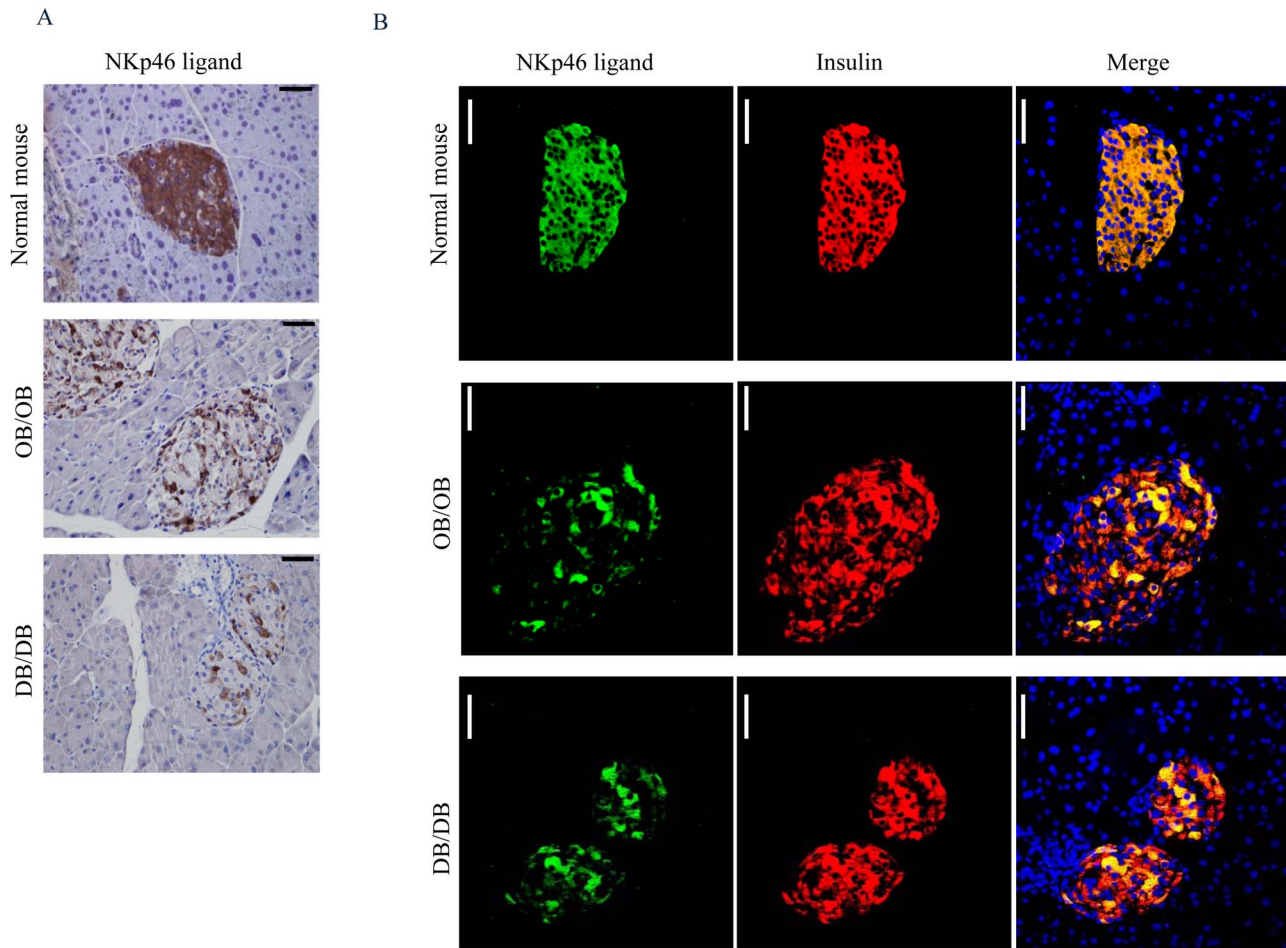 A
B
NKp46 ligand
Normal mouse
OB/OB
DB/DB
NKp46 ligand
Insulin
Merge
Normal mouse
OB/OB
DB/DB